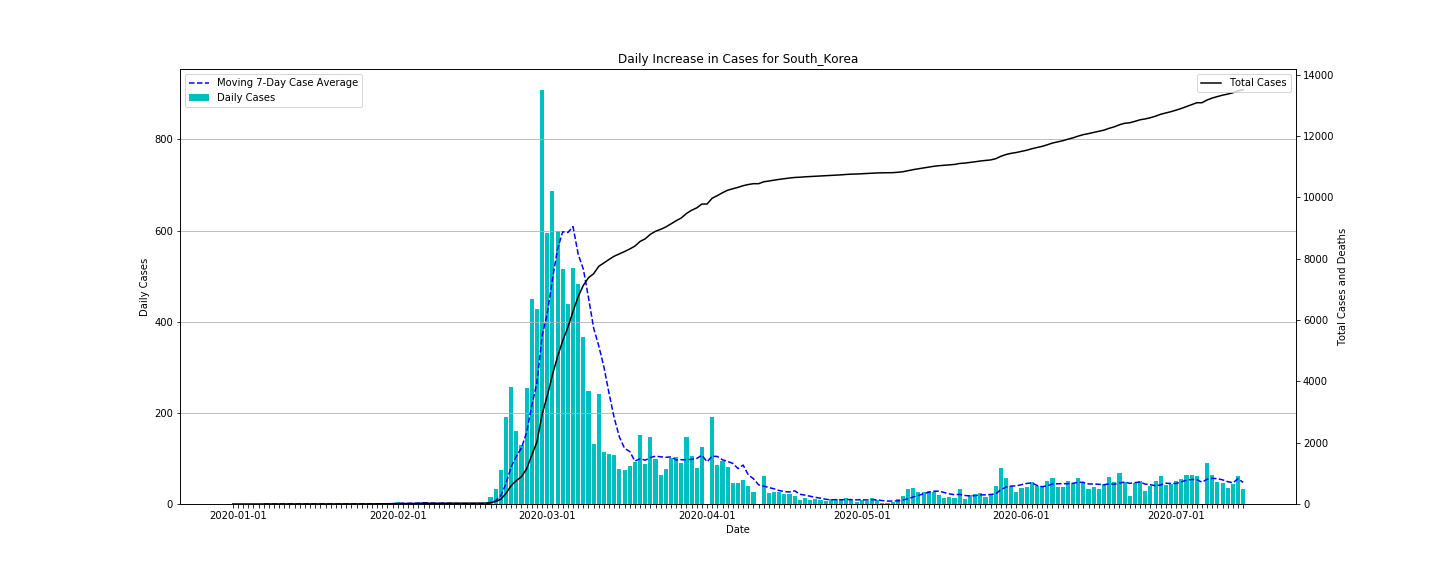 Daily Increase in Cases for South_Korea
Moving 7-Day Case Average
Daily Cases
Total Cases
Daily Cases
800
600
400
200
0
14000
12000
10000
8000
6000
4000
2000
0
Total Cases and Deaths
2020-01-01
2020-02-01
2020-03-01
2020-04-01
2020-05-01
2020-06-01
2020-07-01
Date